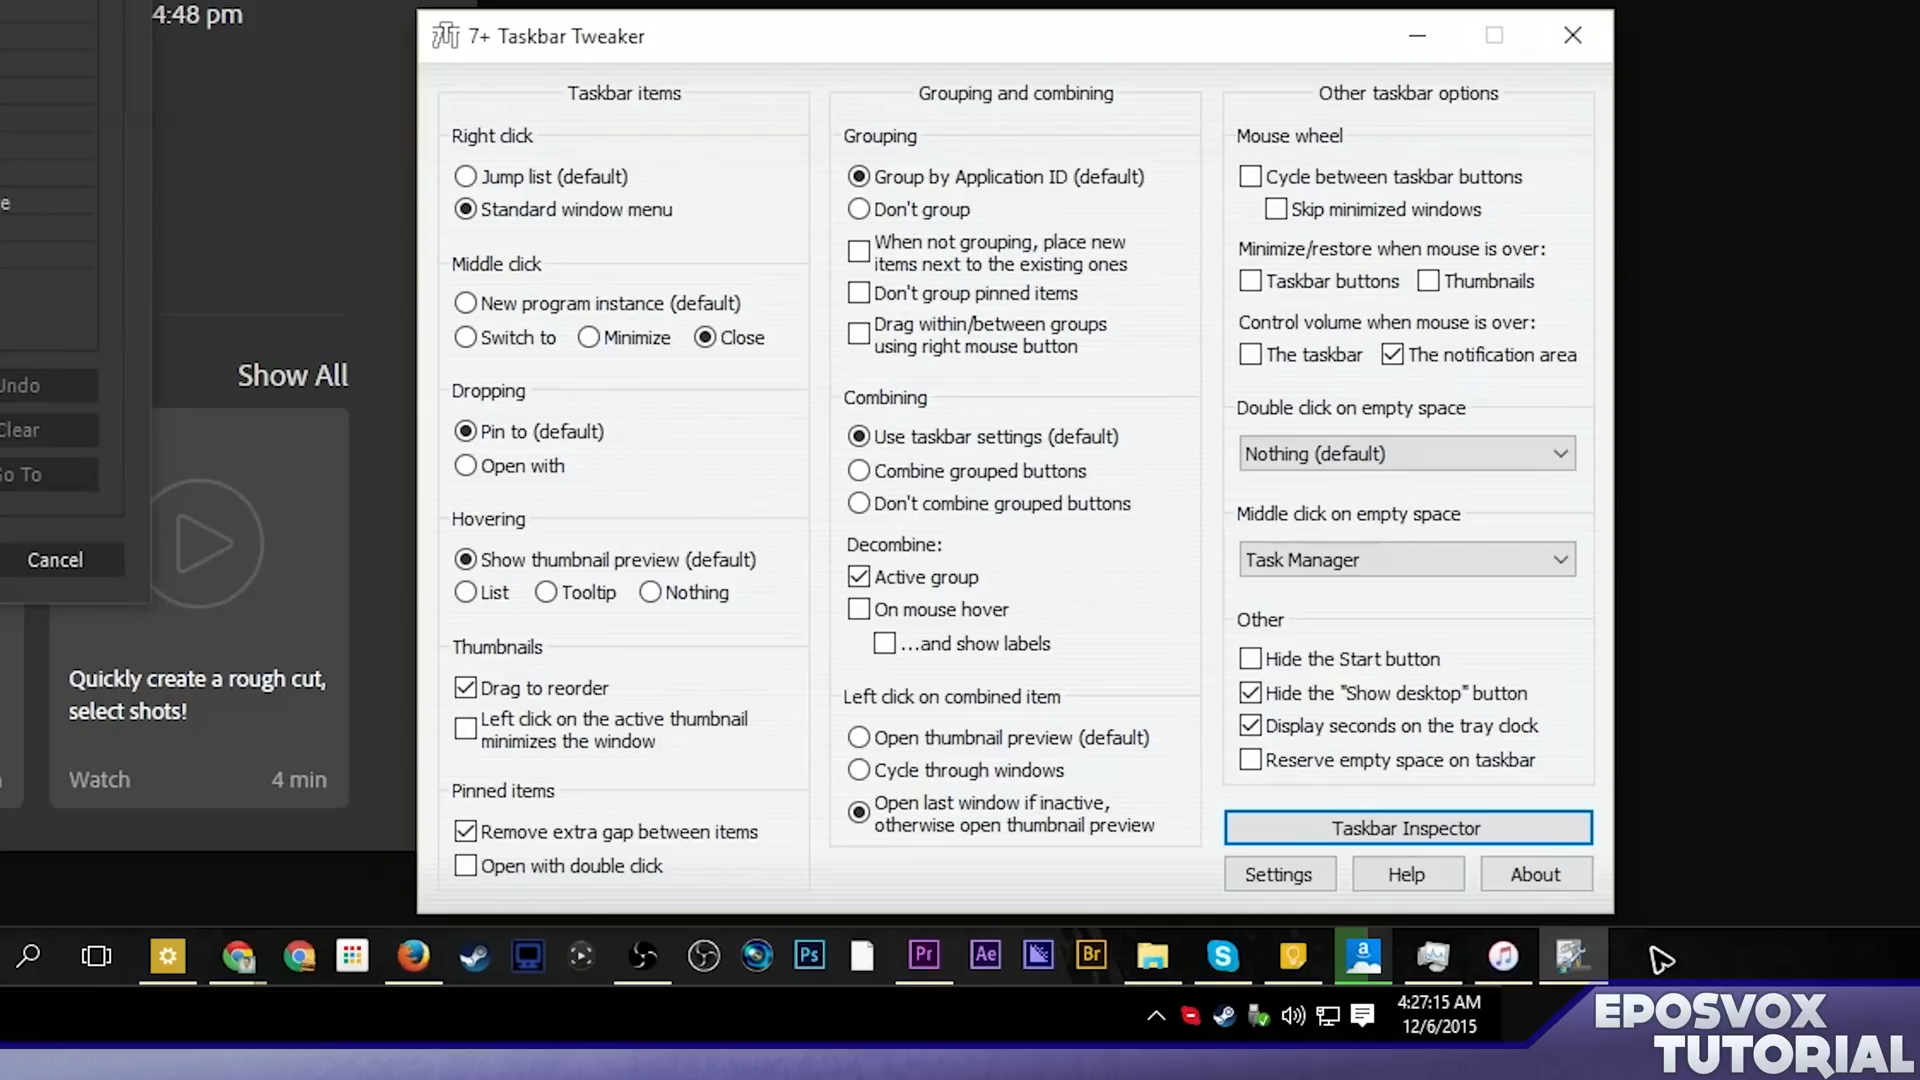 4:48 pm
e
Undo
Clear
Go To
Cancel
Show All
Quickly create a rough cut,
select shots!
Watch
4 min
7+ Taskbar Tweaker
Taskbar items
Right click
Jump list (default)
Standard window menu
Middle click
New program instance (default)
Switch to
Minimize
Close
Dropping
Pin to (default)
Open with
Hovering
Show thumbnail preview (default)
List
Tooltip
Nothing
Thumbnails
Drag to reorder
Left click on the active thumbnail
minimizes the window
Pinned items
Remove extra gap between items
Open with double click
Grouping and combining
Grouping
Group by Application ID (default)
Don't group
When not grouping, place new
items next to the existing ones
Don't group pinned items
Drag within/between groups
using right mouse button
Combining
Use taskbar settings (default)
Combine grouped buttons
Don't combine grouped buttons
Decombine:
Active group
On mouse hover
...and show labels
Left click on combined item
Open thumbnail preview (default)
Cycle through windows
Open last window if inactive,
otherwise open thumbnail preview
Other taskbar options
Mouse wheel
Cycle between taskbar buttons
Skip minimized windows
Minimize/restore when mouse is over:
Taskbar buttons
Thumbnails
Control volume when mouse is over:
The taskbar
The notification area
Double click on empty space
Nothing (default)
Middle click on empty space
Task Manager
Other
Hide the Start button
Hide the "Show desktop" button
Display seconds on the tray clock
Reserve empty space on taskbar
Taskbar Inspector
Settings
Help
About
Ps
Pr
Ae
Br
S
a
4:27:15 AM
12/6/2015
EPOSVOX
TUTORIAL